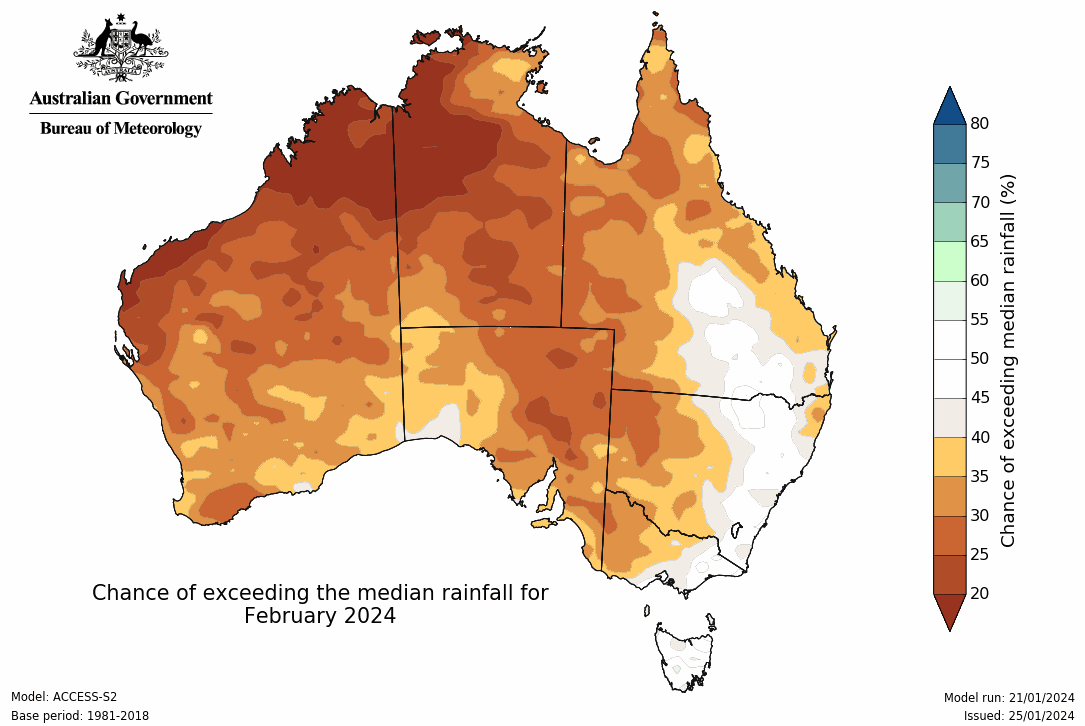 AUSTRALIA
Australian Government
Bureau of Meteorology
80
75
70
65
60
55
50
45
40
35
30
25
20
Chance of exceeding median rainfall (%)
Chance of exceeding the median rainfall for
February 2024
Model: ACCESS-S2
Base period: 1981-2018
Model run: 21/01/2024
Issued: 25/01/2024